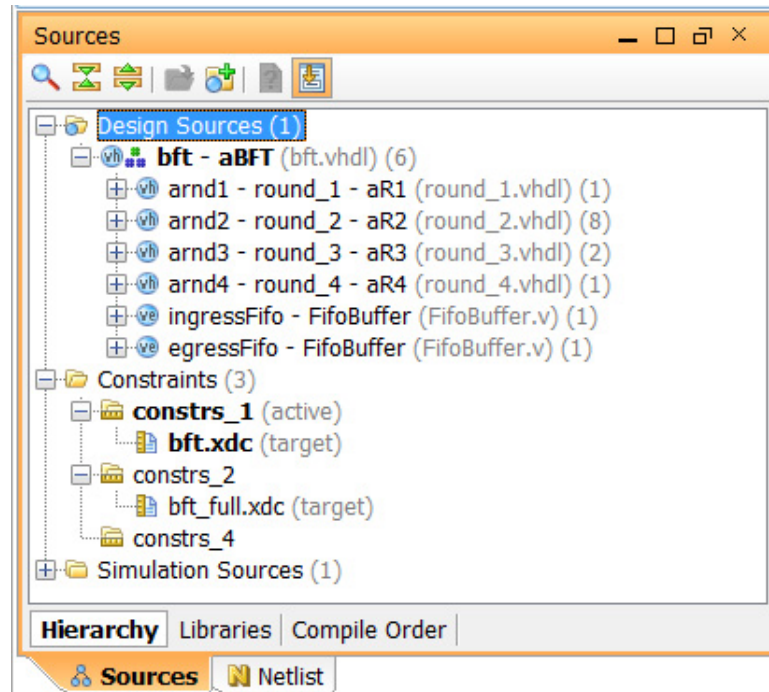 Sources
Design Sources (1)
bft - aBFT (bft.vhdl) (6)
arnd1 - round_1 - aR1 (round_1.vhdl) (1)
arnd2 - round_2 - aR2 (round_2.vhdl) (8)
arnd3 - round_3 - aR3 (round_3.vhdl) (2)
arnd4 - round_4 - aR4 (round_4.vhdl) (1)
ingressFifo - FifoBuffer (FifoBuffer.v) (1)
egressFifo - FifoBuffer (FifoBuffer.v) (1)
Constraints (3)
constrs_1 (active)
bft.xdc (target)
constrs_2
bft_full.xdc (target)
constrs_4
Simulation Sources (1)
Hierarchy Libraries Compile Order
Sources Netlist